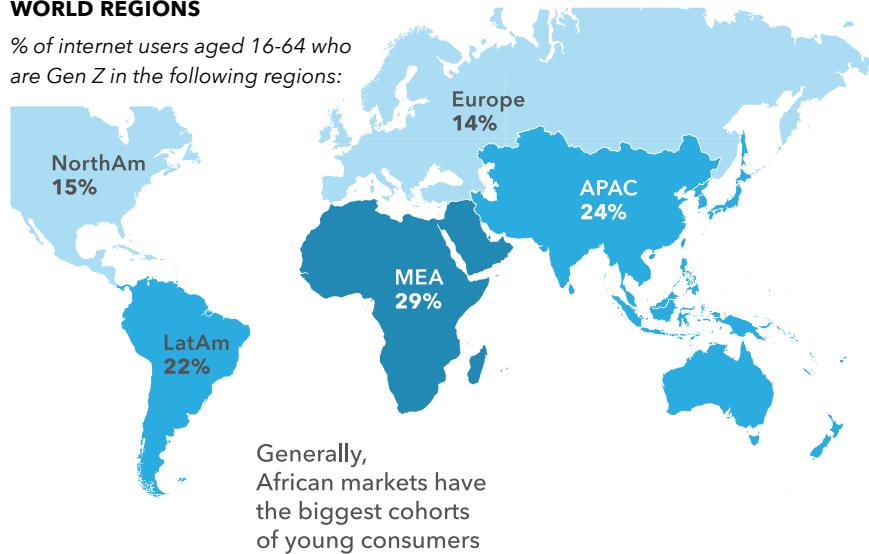 WORLD REGIONS
% of internet users aged 16-64 who
are Gen Z in the following regions:
Europe
14%
NorthAm
15%
APAC
24%
MEA
29%
LatAm
22%
Generally,
African markets have
the biggest cohorts
of young consumers